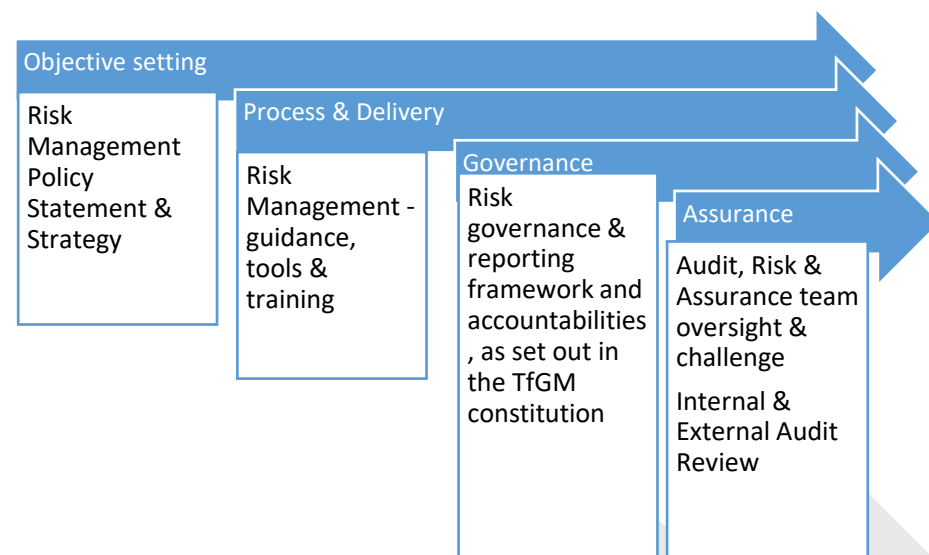 Objective setting
Risk
Management
Policy
Statement &
Strategy
Process & Delivery
Risk
Management -
guidance,
tools &
training
Governance
Risk
governance &
reporting
framework and
accountabilities
, as set out in
the TfGM
constitution
Assurance
Audit, Risk &
Assurance team
oversight &
challenge
Internal &
External Audit
Review